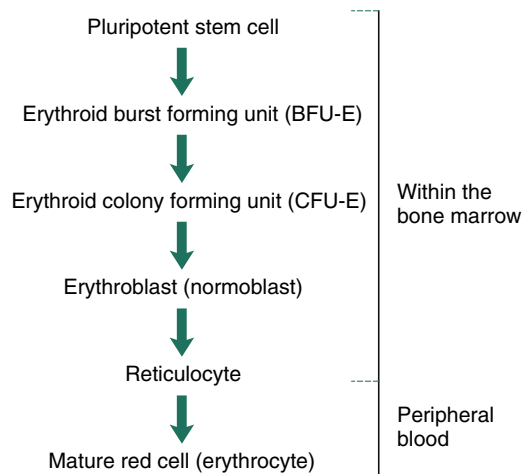 Pluripotent stem cell
Erythroid burst forming unit (BFU-E)
Erythroid colony forming unit (CFU-E)
Erythroblast (normoblast)
Reticulocyte
Mature red cell (erythrocyte)
Within the
bone marrow
Peripheral
blood